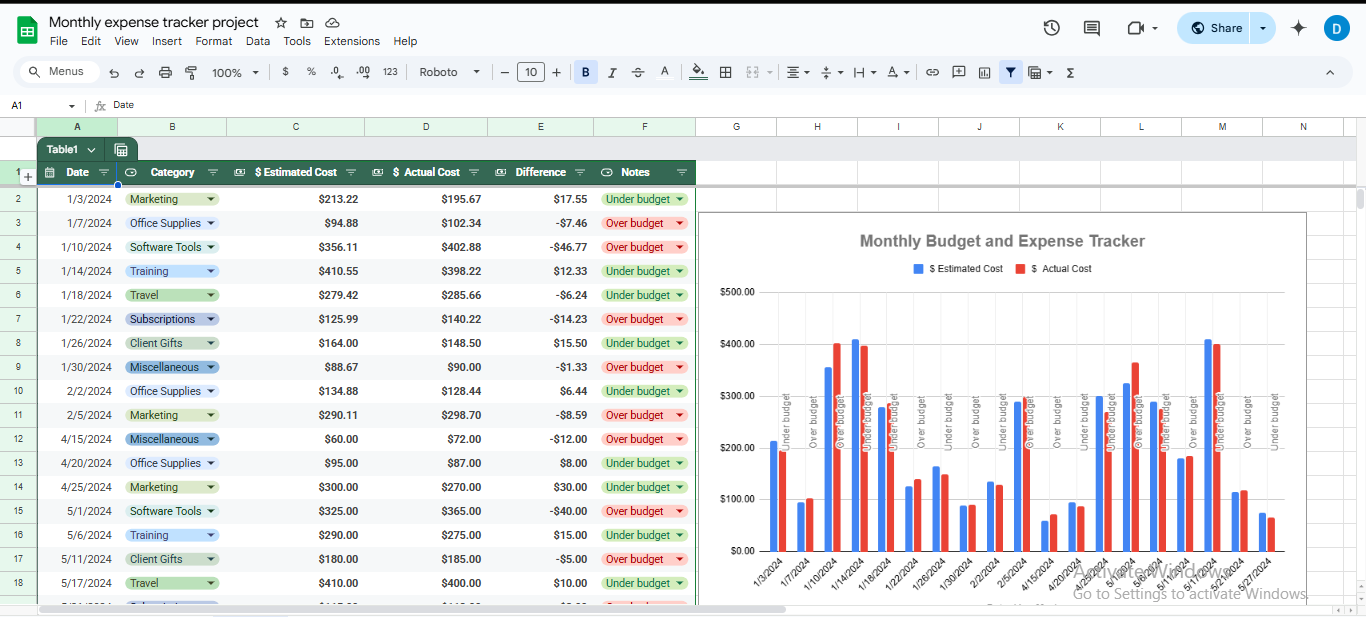 Monthly expense tracker project
File Edit View Insert Format Data Tools Extensions Help
Share
D
Menus
100%
$ % .0 .00 123
Roboto
10
B I A
A1
fx Date
A B C D E F G H I J K L M N
Table1
1 Date Category $ Estimated Cost $ Actual Cost Difference Notes
2 1/3/2024 Marketing $213.22 $195.67 $17.55 Under budget
3 1/7/2024 Office Supplies $94.88 $102.34 -$7.46 Over budget
4 1/10/2024 Software Tools $356.11 $402.88 -$46.77 Over budget
5 1/14/2024 Training $410.55 $398.22 $12.33 Under budget
6 1/18/2024 Travel $279.42 $285.66 -$6.24 Under budget
7 1/22/2024 Subscriptions $125.99 $140.22 -$14.23 Over budget
8 1/26/2024 Client Gifts $164.00 $148.50 $15.50 Under budget
9 1/30/2024 Miscellaneous $88.67 $90.00 -$1.33 Over budget
10 2/2/2024 Office Supplies $134.88 $128.44 $6.44 Under budget
11 2/5/2024 Marketing $290.11 $298.70 -$8.59 Over budget
12 4/15/2024 Miscellaneous $60.00 $72.00 -$12.00 Over budget
13 4/20/2024 Office Supplies $95.00 $87.00 $8.00 Under budget
14 4/25/2024 Marketing $300.00 $270.00 $30.00 Under budget
15 5/1/2024 Software Tools $325.00 $365.00 -$40.00 Over budget
16 5/6/2024 Training $290.00 $275.00 $15.00 Under budget
17 5/11/2024 Client Gifts $180.00 $185.00 -$5.00 Over budget
18 5/17/2024 Travel $410.00 $400.00 $10.00 Under budget
Monthly Budget and Expense Tracker
$ Estimated Cost $ Actual Cost
$500.00
$400.00
$300.00
$200.00
$100.00
$0.00
Under budget
Over budget
Over budget
Under budget
Under budget
Over budget
Under budget
Over budget
Under budget
Over budget
Over budget
Under budget
Under budget
Over budget
Under budget
Over budget
Under budget
Over budget
Under budget
1/3/2024
1/7/2024
1/10/2024
1/14/2024
1/18/2024
1/22/2024
1/26/2024
1/30/2024
2/2/2024
2/5/2024
4/15/2024
4/20/2024
4/25/2024
5/1/2024
5/6/2024
5/11/2024
5/17/2024
5/21/2024
5/27/2024
Activate Windows
Go to Settings to activate Windows.